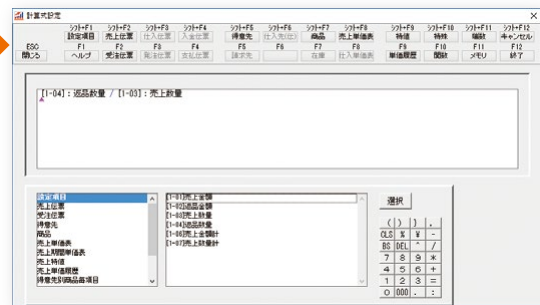 計算式設定
ｼﾌﾄ+F1 ｼﾌﾄ+F2 ｼﾌﾄ+F3 ｼﾌﾄ+F4 ｼﾌﾄ+F5 ｼﾌﾄ+F6 ｼﾌﾄ+F7 ｼﾌﾄ+F8 ｼﾌﾄ+F9 ｼﾌﾄ+F10 ｼﾌﾄ+F11 ｼﾌﾄ+F12
設定項目 売上伝票 仕入伝票 入金伝票 得意先 仕入先(仕) 商品 売上単価表 特値 特殊 端数 キャンセル
ESC F1 F2 F3 F4 F5 F6 F7 F8 F9 F10 F11 F12
閉じる ヘルプ 受注伝票 発注伝票 支払伝票 請求先 在庫 仕入単価表 単価履歴 関数 メモリ 終了
[1-04]：返品数量 / [1-03]：売上数量
設定項目
売上伝票
受注伝票
得意先
商品
売上単価表
売上期間単価表
売上特値
売上単価履歴
得意先別商品毎項目
[1-01]売上金額
[1-02]返品金額
[1-03]売上数量
[1-04]返品数量
[1-06]売上金額計
[1-07]売上数量計
選択
( ) } .
CLS % ¥ -
BS DEL ^ /
7 8 9 *
4 5 6 +
1 2 3 =
0 000 . :